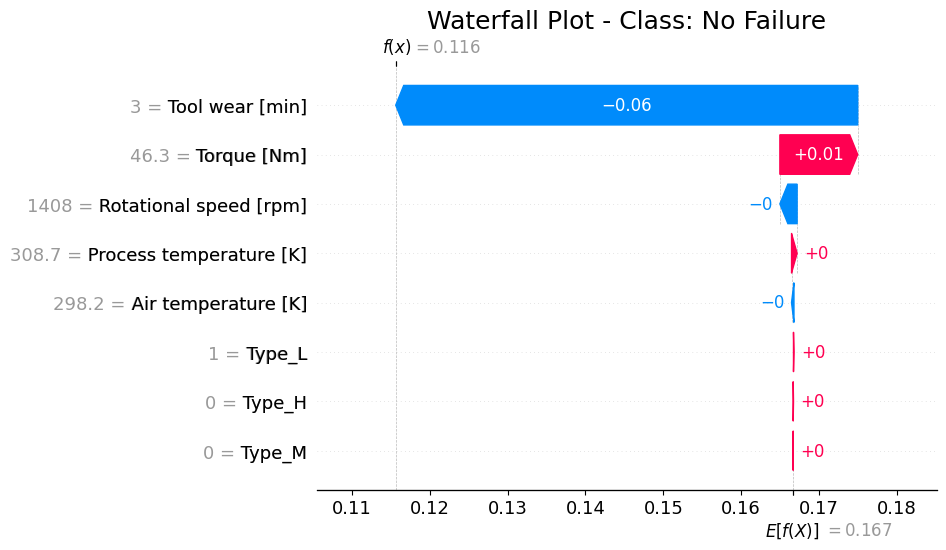 Waterfall Plot - Class: No Failure
f(x) = 0.116
3 = Tool wear [min]
−0.06
46.3 = Torque [Nm]
+0.01
1408 = Rotational speed [rpm]
−0
308.7 = Process temperature [K]
+0
298.2 = Air temperature [K]
−0
1 = Type_L
+0
0 = Type_H
+0
0 = Type_M
+0
0.11 0.12 0.13 0.14 0.15 0.16 0.17 0.18
E[f(X)] = 0.167